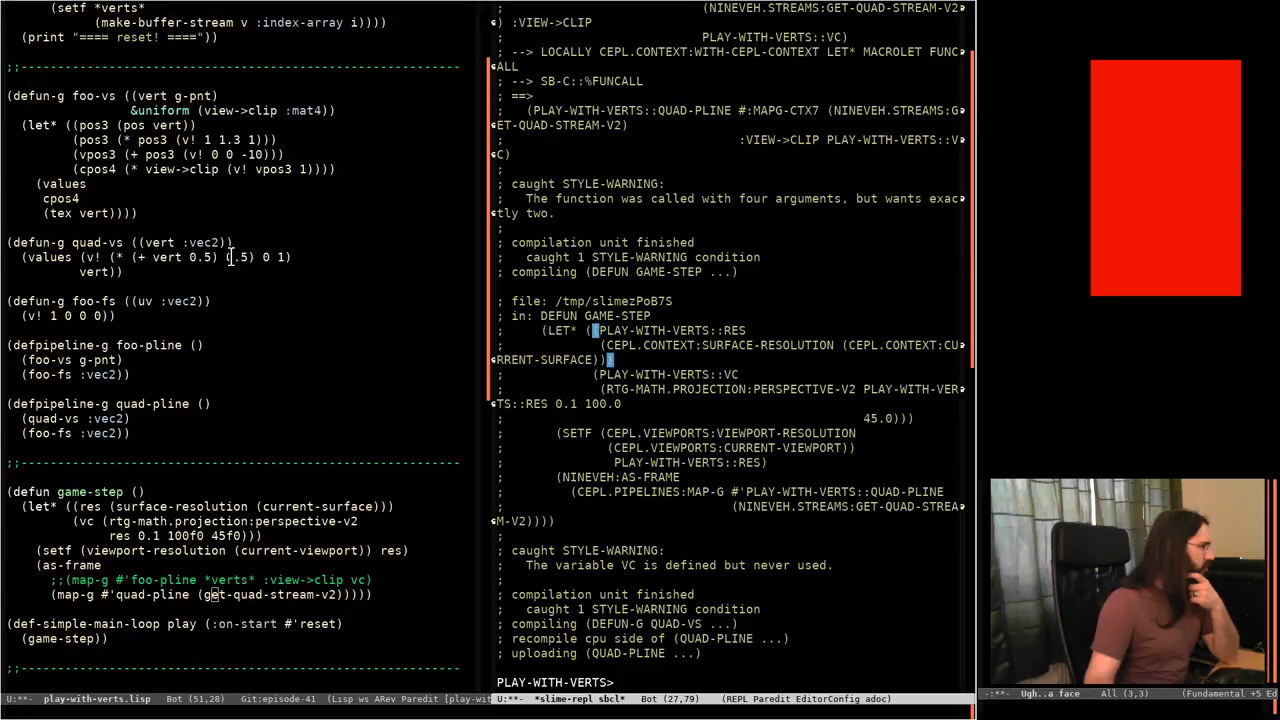 (setf *verts*
(make-buffer-stream v :index-array i))))
(print "==== reset! ===="))
;;------------------------------------------------------------
(defun-g foo-vs ((vert g-pnt)
&uniform (view->clip :mat4))
(let* ((pos3 (pos vert))
(pos3 (* pos3 (v! 1 1.3 1)))
(vpos3 (+ pos3 (v! 0 0 -10)))
(cpos4 (* view->clip (v! vpos3 1))))
(values
cpos4
(tex vert))))
(defun-g quad-vs ((vert :vec2))
(values (v! (* (+ vert 0.5) 0.5) 0 1)
vert))
(defun-g foo-fs ((uv :vec2))
(v! 1 0 0 0))
(defpipeline-g foo-pline ()
(foo-vs g-pnt)
(foo-fs :vec2))
(defpipeline-g quad-pline ()
(quad-vs :vec2)
(foo-fs :vec2))
;;------------------------------------------------------------
(defun game-step ()
(let* ((res (surface-resolution (current-surface)))
(vc (rtg-math.projection:perspective-v2
res 0.1 100f0 45f0)))
(setf (viewport-resolution (current-viewport)) res)
(as-frame
;;(map-g #'foo-pline *verts* :view->clip vc)
(map-g #'quad-pline (get-quad-stream-v2)))))
(def-simple-main-loop play (:on-start #'reset)
(game-step))
;;------------------------------------------------------------
U:**- play-with-verts.lisp Bot (51,28) Git:episode-41 (Lisp ws ARev Paredit [play-wit
(NINEVEH.STREAMS:GET-QUAD-STREAM-V2
) :VIEW->CLIP
; PLAY-WITH-VERTS::VC)
; --> LOCALLY CEPL.CONTEXT:WITH-CEPL-CONTEXT LET* MACROLET FUNC
ALL
; --> SB-C::%FUNCALL
; ==>
; (PLAY-WITH-VERTS::QUAD-PLINE #:MAPG-CTX7 (NINEVEH.STREAMS:G
ET-QUAD-STREAM-V2)
; :VIEW->CLIP PLAY-WITH-VERTS::V
C)
;
; caught STYLE-WARNING:
; The function was called with four arguments, but wants exac
tly two.
;
; compilation unit finished
; caught 1 STYLE-WARNING condition
; compiling (DEFUN GAME-STEP ...)
; file: /tmp/slimezPoB7S
; in: DEFUN GAME-STEP
; (LET* ((PLAY-WITH-VERTS::RES
; (CEPL.CONTEXT:SURFACE-RESOLUTION (CEPL.CONTEXT:CU
RRENT-SURFACE)))
; (PLAY-WITH-VERTS::VC
; (RTG-MATH.PROJECTION:PERSPECTIVE-V2 PLAY-WITH-VER
TS::RES 0.1 100.0
; 45.0)))
; (SETF (CEPL.VIEWPORTS:VIEWPORT-RESOLUTION
; (CEPL.VIEWPORTS:CURRENT-VIEWPORT))
; PLAY-WITH-VERTS::RES)
; (NINEVEH:AS-FRAME
; (CEPL.PIPELINES:MAP-G #'PLAY-WITH-VERTS::QUAD-PLINE
; (NINEVEH.STREAMS:GET-QUAD-STREA
M-V2))))
;
; caught STYLE-WARNING:
; The variable VC is defined but never used.
;
; compilation unit finished
; caught 1 STYLE-WARNING condition
; compiling (DEFUN-G QUAD-VS ...)
; recompile cpu side of (QUAD-PLINE ...)
; uploading (QUAD-PLINE ...)
PLAY-WITH-VERTS>
U:**- *slime-repl sbcl* Bot (27,79) (REPL Paredit EditorConfig adoc)
-:**- Ugh..a face All (3,3) (Fundamental +5 Ed